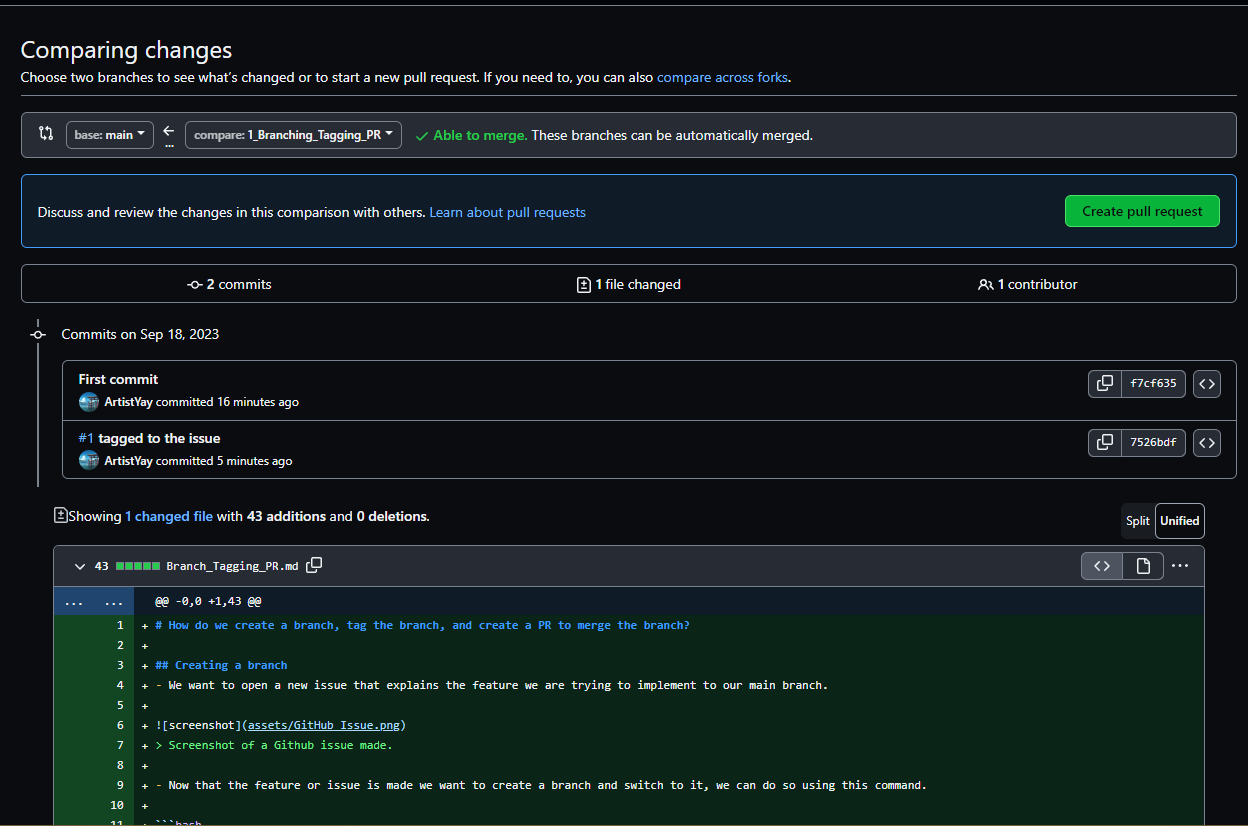 Comparing changes
Choose two branches to see what's changed or to start a new pull request. If you need to, you can also compare across forks.
base: main ... compare: 1_Branching_Tagging_PR Able to merge. These branches can be automatically merged.
Discuss and review the changes in this comparison with others. Learn about pull requests Create pull request
2 commits 1 file changed 1 contributor
Commits on Sep 18, 2023
First commit f7cf635
ArtistYay committed 16 minutes ago
#1 tagged to the issue 7526bdf
ArtistYay committed 5 minutes ago
Showing 1 changed file with 43 additions and 0 deletions. Split Unified
43 Branch_Tagging_PR.md
... ... @@ -0,0 +1,43 @@
1 + # How do we create a branch, tag the branch, and create a PR to merge the branch?
2 +
3 + ## Creating a branch
4 + - We want to open a new issue that explains the feature we are trying to implement to our main branch.
5 +
6 + ![screenshot](assets/GitHub Issue.png)
7 + > Screenshot of a Github issue made.
8 +
9 + - Now that the feature or issue is made we want to create a branch and switch to it, we can do so using this command.
10 +
11 + ```bash